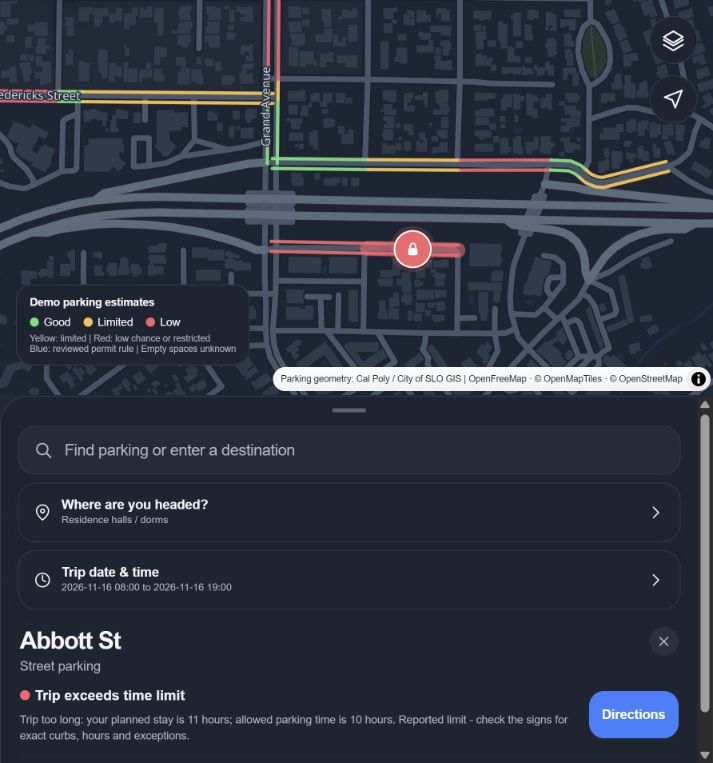 edericks Street
Grand Avenue
Demo parking estimates
Good Limited Low
Yellow: limited | Red: low chance or restricted
Blue: reviewed permit rule | Empty spaces unknown
Parking geometry: Cal Poly / City of SLO GIS | OpenFreeMap · © OpenMapTiles · © OpenStreetMap
Find parking or enter a destination
Where are you headed?
Residence halls / dorms
Trip date & time
2026-11-16 08:00 to 2026-11-16 19:00
Abbott St
Street parking
Trip exceeds time limit
Trip too long: your planned stay is 11 hours; allowed parking time is 10 hours. Reported limit - check the signs for
exact curbs, hours and exceptions.
Directions